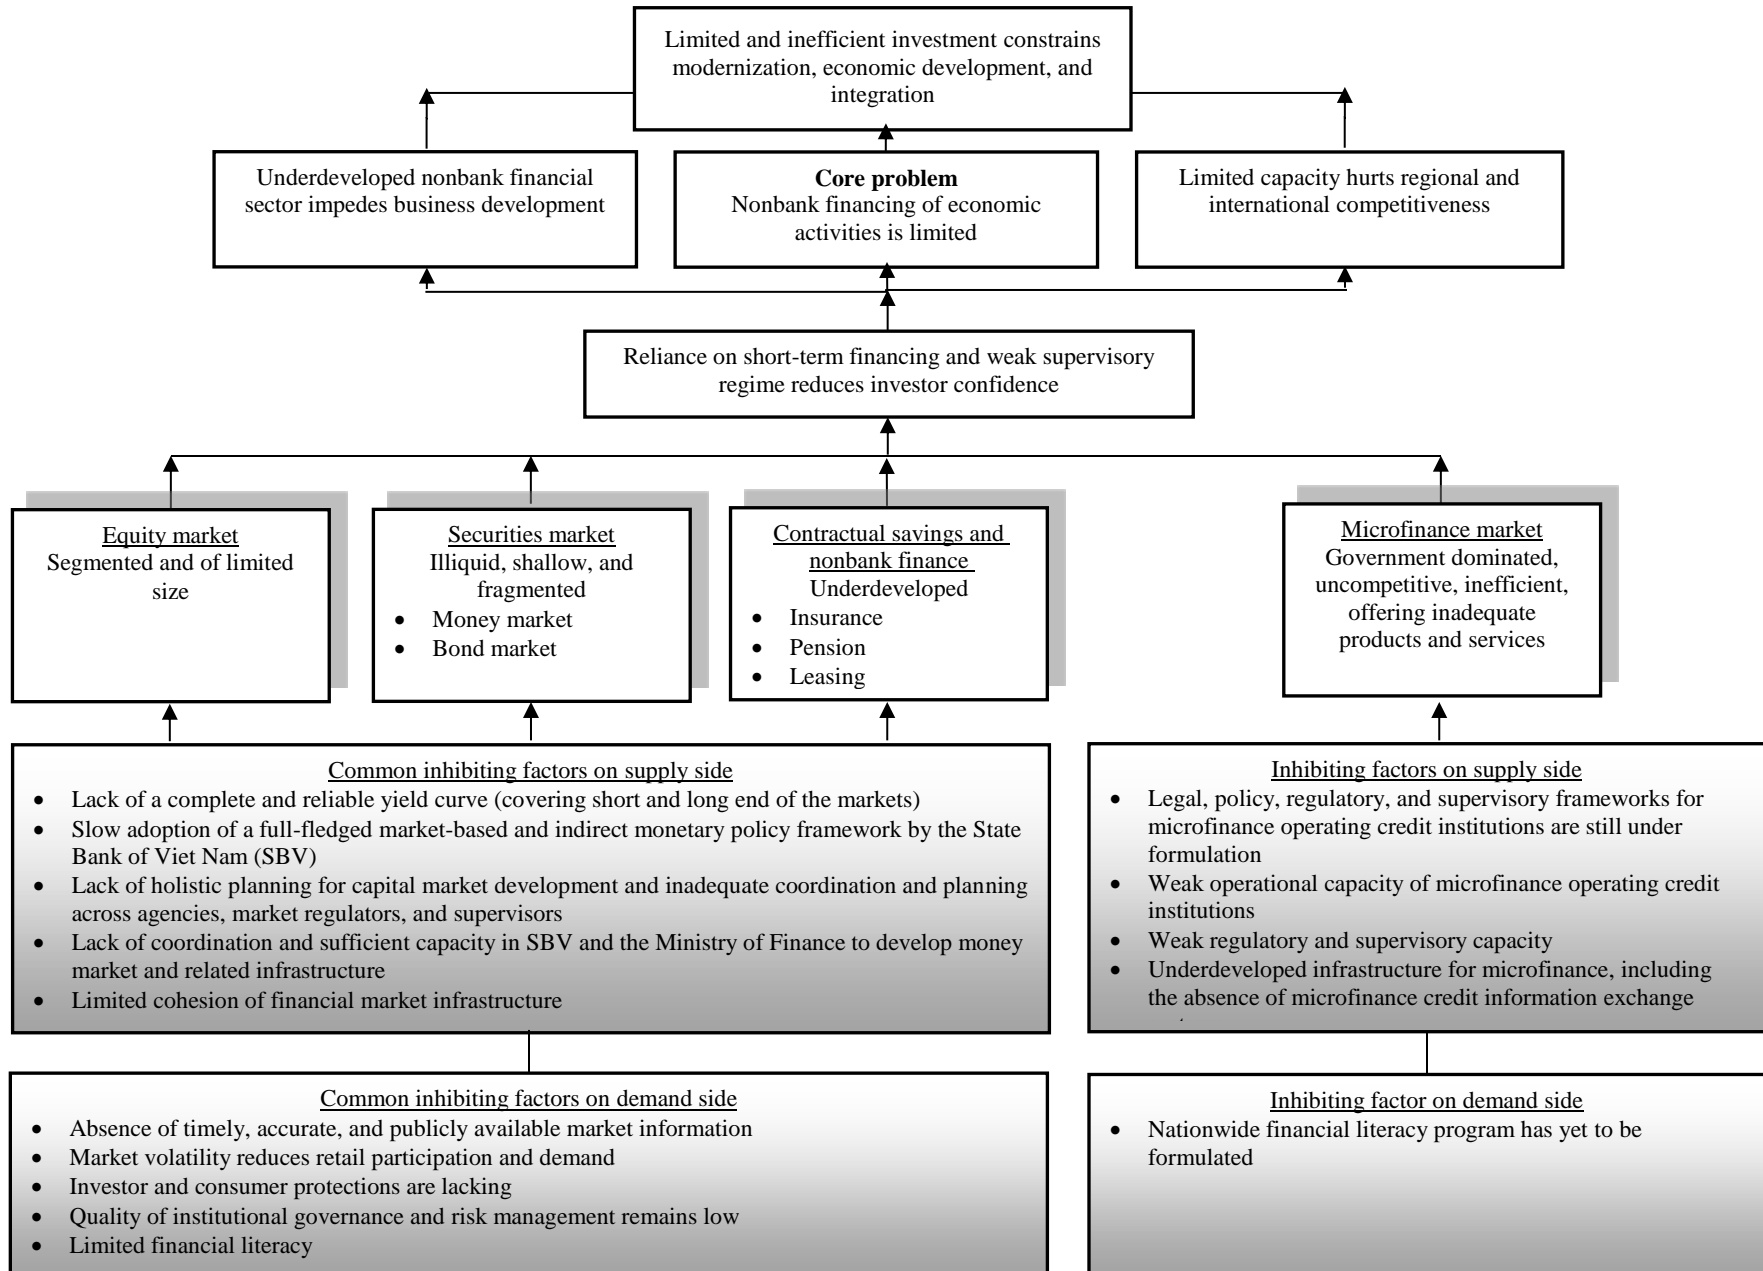 Limited and inefficient investment constrains
modernization, economic development, and
integration
Underdeveloped nonbank financial
sector impedes business development
Core problem
Nonbank financing of economic
activities is limited
Limited capacity hurts regional and
international competitiveness
Reliance on short-term financing and weak supervisory
regime reduces investor confidence
Equity market
Segmented and of limited
size
Securities market
Illiquid, shallow, and
fragmented
• Money market
• Bond market
Contractual savings and
nonbank finance
Underdeveloped
• Insurance
• Pension
• Leasing
Microfinance market
Government dominated,
uncompetitive, inefficient,
offering inadequate
products and services
Common inhibiting factors on supply side
• Lack of a complete and reliable yield curve (covering short and long end of the markets)
• Slow adoption of a full-fledged market-based and indirect monetary policy framework by the State
Bank of Viet Nam (SBV)
• Lack of holistic planning for capital market development and inadequate coordination and planning
across agencies, market regulators, and supervisors
• Lack of coordination and sufficient capacity in SBV and the Ministry of Finance to develop money
market and related infrastructure
• Limited cohesion of financial market infrastructure
Inhibiting factors on supply side
• Legal, policy, regulatory, and supervisory frameworks for
microfinance operating credit institutions are still under
formulation
• Weak operational capacity of microfinance operating credit
institutions
• Weak regulatory and supervisory capacity
• Underdeveloped infrastructure for microfinance, including
the absence of microfinance credit information exchange
Common inhibiting factors on demand side
• Absence of timely, accurate, and publicly available market information
• Market volatility reduces retail participation and demand
• Investor and consumer protections are lacking
• Quality of institutional governance and risk management remains low
• Limited financial literacy
Inhibiting factor on demand side
• Nationwide financial literacy program has yet to be
formulated